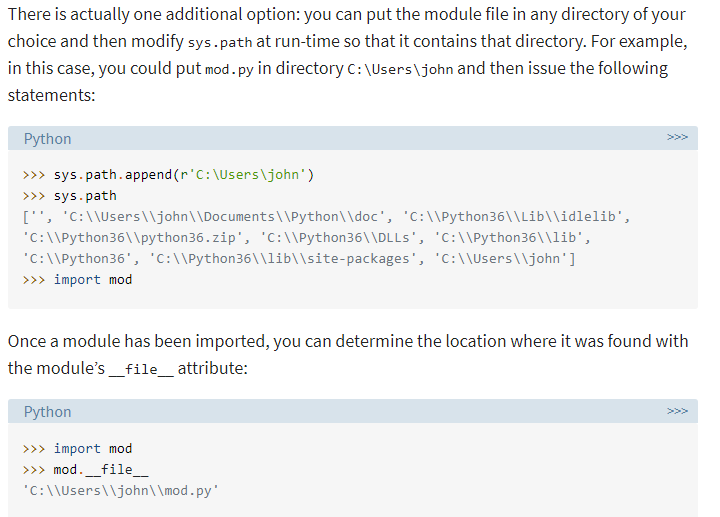 There is actually one additional option: you can put the module file in any directory of your
choice and then modify sys.path at run-time so that it contains that directory. For example,
in this case, you could put mod.py in directory C:\Users\john and then issue the following
statements:
Python >>>
>>> sys.path.append(r'C:\Users\john')
>>> sys.path
['', 'C:\\Users\\john\\Documents\\Python\\doc', 'C:\\Python36\\Lib\\idlelib',
'C:\\Python36\\python36.zip', 'C:\\Python36\\DLLs', 'C:\\Python36\\lib',
'C:\\Python36', 'C:\\Python36\\lib\\site-packages', 'C:\\Users\\john']
>>> import mod
Once a module has been imported, you can determine the location where it was found with
the module’s __file__ attribute:
Python >>>
>>> import mod
>>> mod.__file__
'C:\\Users\\john\\mod.py'